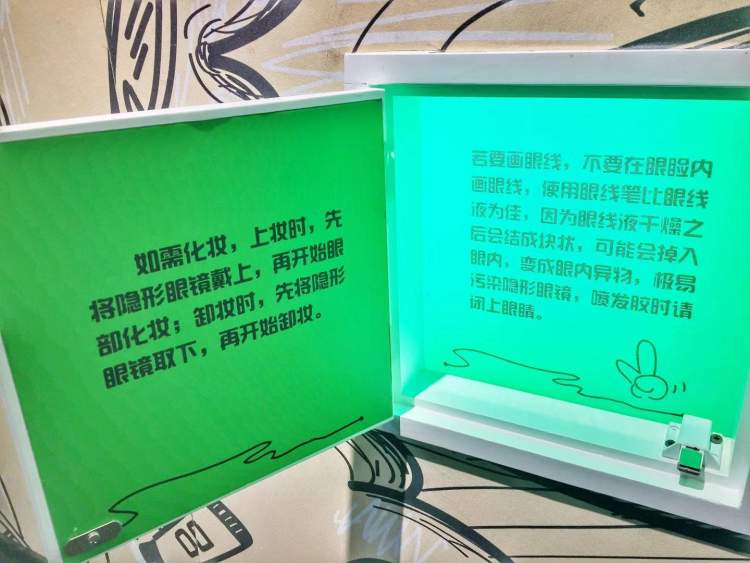 如需化妆，上妆时，先
将隐形眼镜戴上，再开始眼
部化妆；卸妆时，先将隐形
眼镜取下，再开始卸妆。
若要画眼线，不要在眼睑内
画眼线，使用眼线笔比眼线
液为佳，因为眼线液干燥之
后会结成块状，可能会掉入
眼内，变成眼内异物，极易
污染隐形眼镜，喷发胶时请
闭上眼睛。